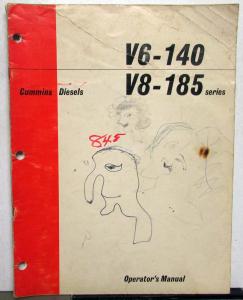 V6-140
Cummins Diesels V8-185 series
845
Operator's Manual